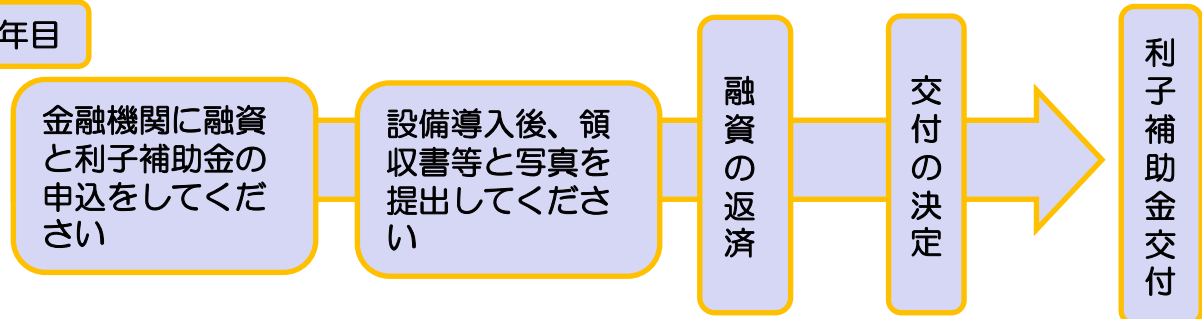 年目
金融機関に融資
と利子補助金の
申込をしてくだ
さい
設備導入後、領
収書等と写真を
提出してくださ
い
融資の返済
交付の決定
利子補助金交付